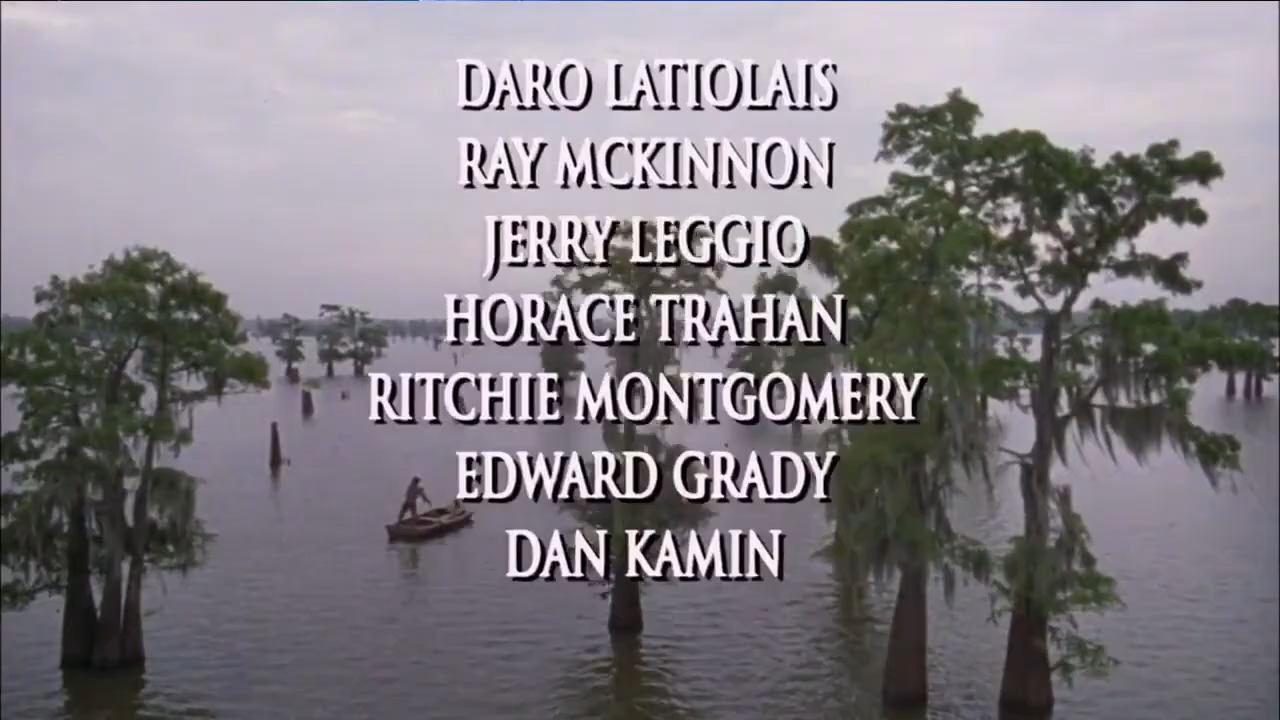 DARO LATIOLAIS
RAY MCKINNON
JERRY LEGGIO
HORACE TRAHAN
RITCHIE MONTGOMERY
EDWARD GRADY
DAN KAMIN